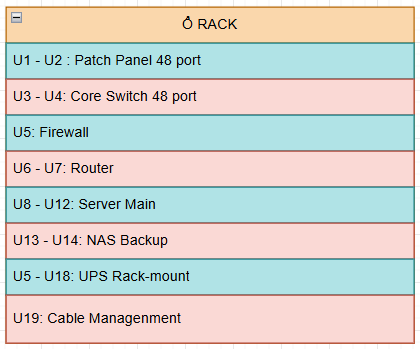 Ổ RACK
U1 - U2 : Patch Panel 48 port
U3 - U4: Core Switch 48 port
U5: Firewall
U6 - U7: Router
U8 - U12: Server Main
U13 - U14: NAS Backup
U5 - U18: UPS Rack-mount
U19: Cable Managenment